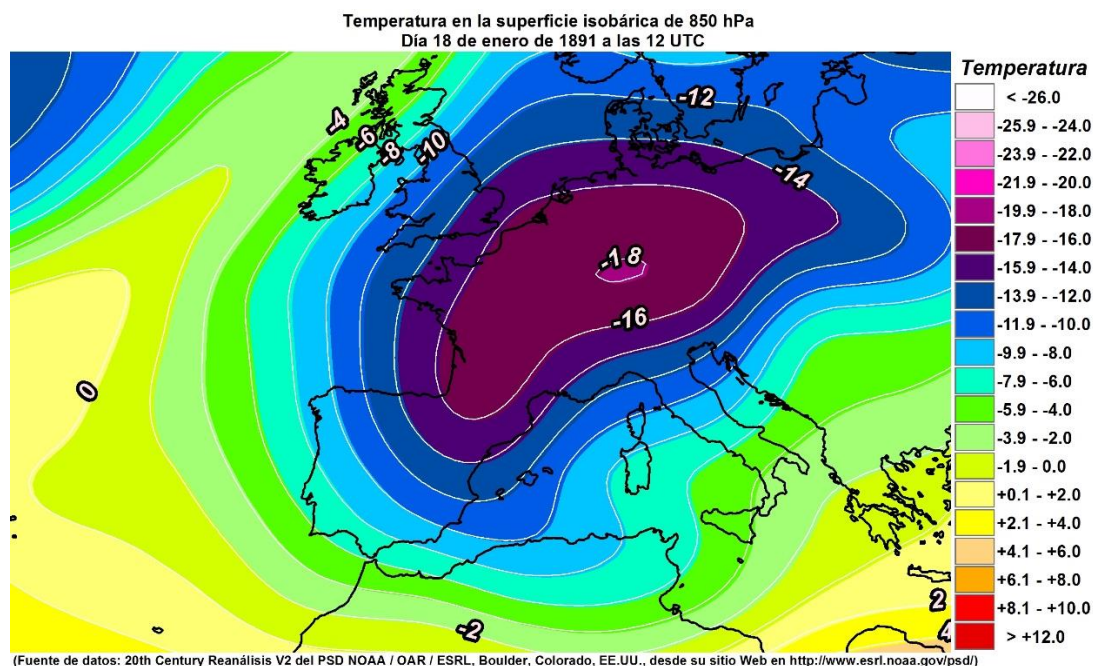 Temperatura en la superficie isobárica de 850 hPa
Día 18 de enero de 1891 a las 12 UTC
Temperatura
< -26.0
-25.9 - -24.0
-23.9 - -22.0
-21.9 - -20.0
-19.9 - -18.0
-17.9 - -16.0
-15.9 - -14.0
-13.9 - -12.0
-11.9 - -10.0
-9.9 - -8.0
-7.9 - -6.0
-5.9 - -4.0
-3.9 - -2.0
-1.9 - 0.0
+0.1 - +2.0
+2.1 - +4.0
+4.1 - +6.0
+6.1 - +8.0
+8.1 - +10.0
> +12.0
-4
-6
-8
-10
-12
-14
-18
-16
0
-2
2
4
(Fuente de datos: 20th Century Reanálisis V2 del PSD NOAA / OAR / ESRL, Boulder, Colorado, EE.UU., desde su sitio Web en http://www.esrl.noaa.gov/psd/)